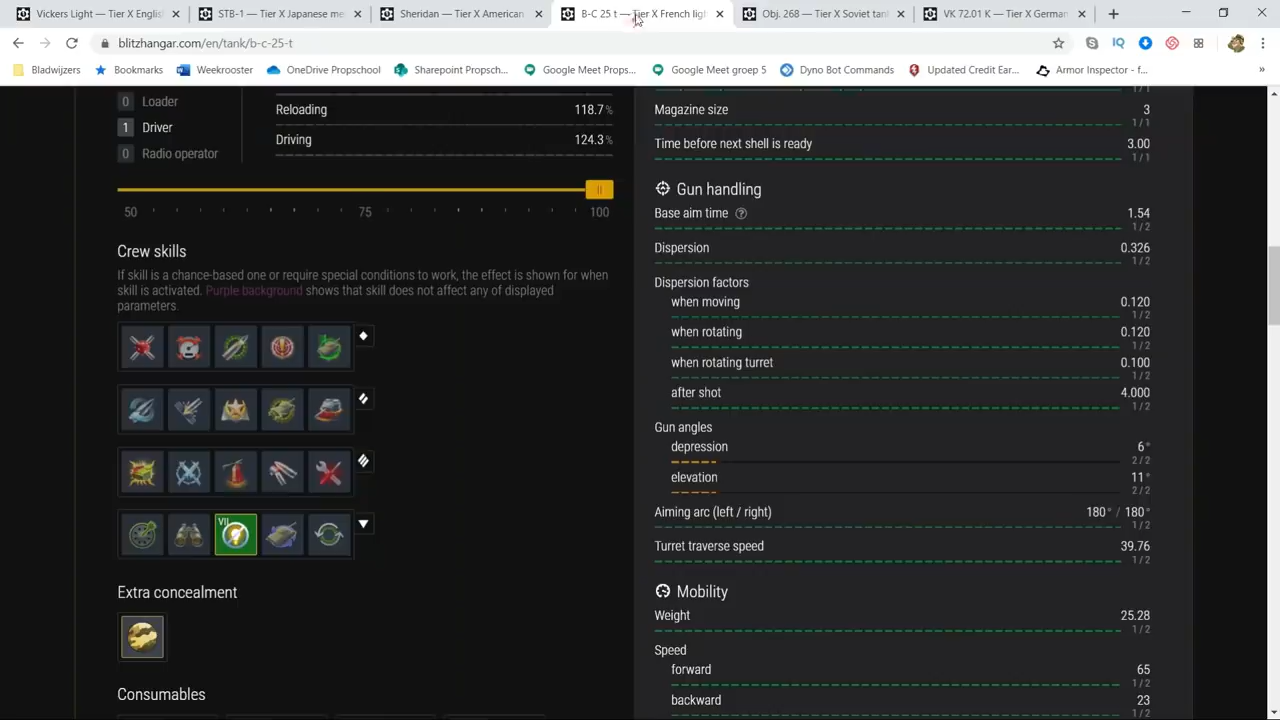 Vickers Light — Tier X Englis
STB-1 — Tier X Japanese me
Sheridan — Tier X American
B-C 25 t — Tier X French ligh
Obj. 268 — Tier X Soviet tank
VK 72.01 K — Tier X German
blitzhangar.com/en/tank/b-c-25-t
Bladwijzers Bookmarks Weekrooster OneDrive Propschool Sharepoint Propsch... Google Meet Props... Google Meet groep 5 Dyno Bot Commands Updated Credit Ear... Armor Inspector - f... »
0 Loader
1 Driver
0 Radio operator
Reloading 118.7 %
Driving 124.3 %
50 75 100
Crew skills
If skill is a chance-based one or require special conditions to work, the effect is shown for when
skill is activated. Purple background shows that skill does not affect any of displayed
parameters.
VII
Extra concealment
Consumables
1/1
Magazine size 3
1/1
Time before next shell is ready 3.00
1/1
Gun handling
Base aim time ? 1.54
1/2
Dispersion 0.326
1/2
Dispersion factors
when moving 0.120
1/2
when rotating 0.120
1/2
when rotating turret 0.100
1/2
after shot 4.000
1/2
Gun angles
depression 6°
2/2
elevation 11°
2/2
Aiming arc (left / right) 180° / 180°
1/2
Turret traverse speed 39.76
1/2
Mobility
Weight 25.28
1/2
Speed
forward 65
1/2
backward 23
1/2